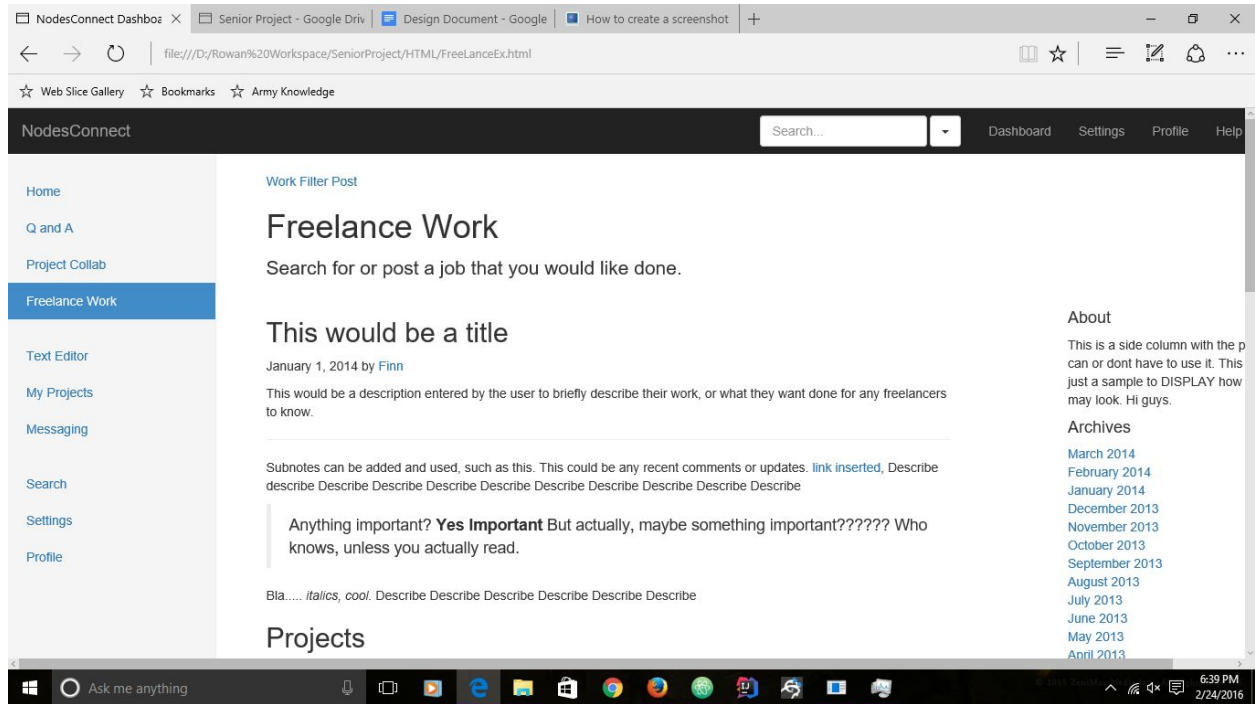 NodesConnect Dashboa
Senior Project - Google Driv
Design Document - Google
How to create a screenshot
file:///D:/Rowan%20Workspace/SeniorProject/HTML/FreeLanceEx.html
Web Slice Gallery Bookmarks Army Knowledge
NodesConnect Search... Dashboard Settings Profile Help
Home
Q and A
Project Collab
Freelance Work
Text Editor
My Projects
Messaging
Search
Settings
Profile
Work Filter Post
Freelance Work
Search for or post a job that you would like done.
This would be a title
January 1, 2014 by Finn
This would be a description entered by the user to briefly describe their work, or what they want done for any freelancers
to know.
Subnotes can be added and used, such as this. This could be any recent comments or updates. link inserted, Describe
describe Describe Describe Describe Describe Describe Describe Describe Describe Describe
Anything important? Yes Important But actually, maybe something important?????? Who
knows, unless you actually read.
Bla..... italics, cool. Describe Describe Describe Describe Describe Describe
Projects
About
This is a side column with the p
can or dont have to use it. This
just a sample to DISPLAY how
may look. Hi guys.
Archives
March 2014
February 2014
January 2014
December 2013
November 2013
October 2013
September 2013
August 2013
July 2013
June 2013
May 2013
April 2013
Ask me anything
6:39 PM
2/24/2016